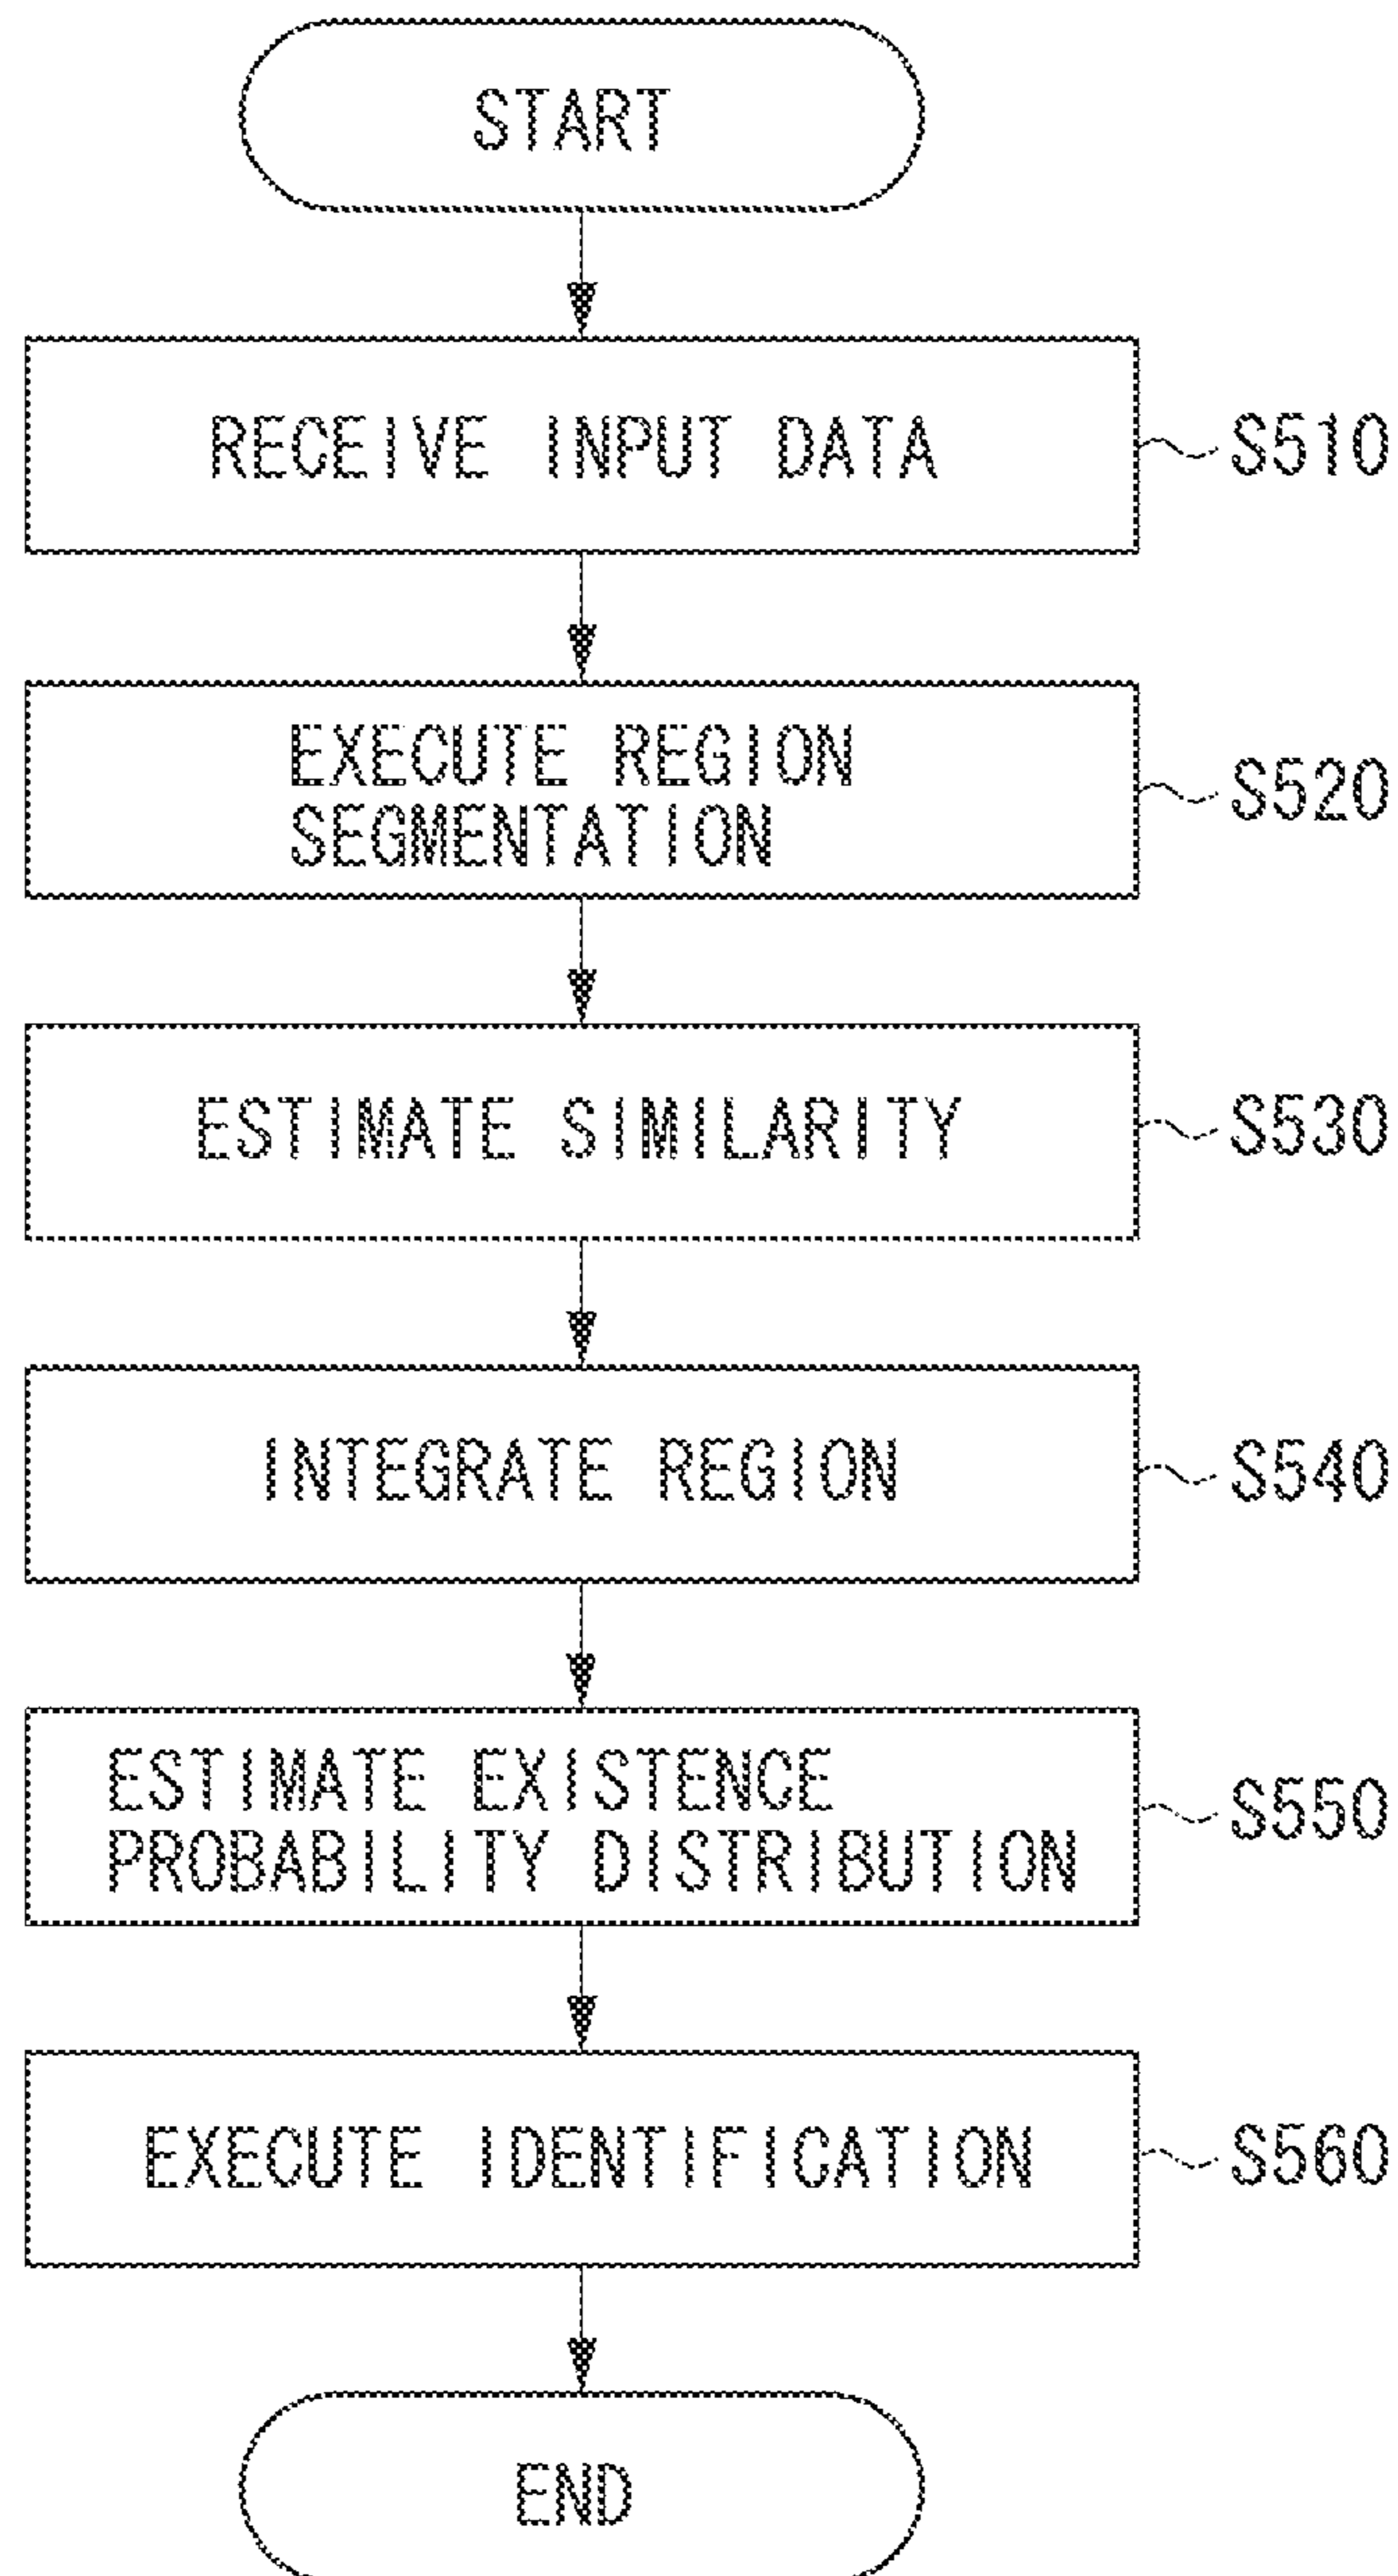 START
RECEIVE INPUT DATA
S510
EXECUTE REGION
SEGMENTATION
S520
ESTIMATE SIMILARITY
S530
INTEGRATE REGION
S540
ESTIMATE EXISTENCE
PROBABILITY DISTRIBUTION
S550
EXECUTE IDENTIFICATION
S560
END